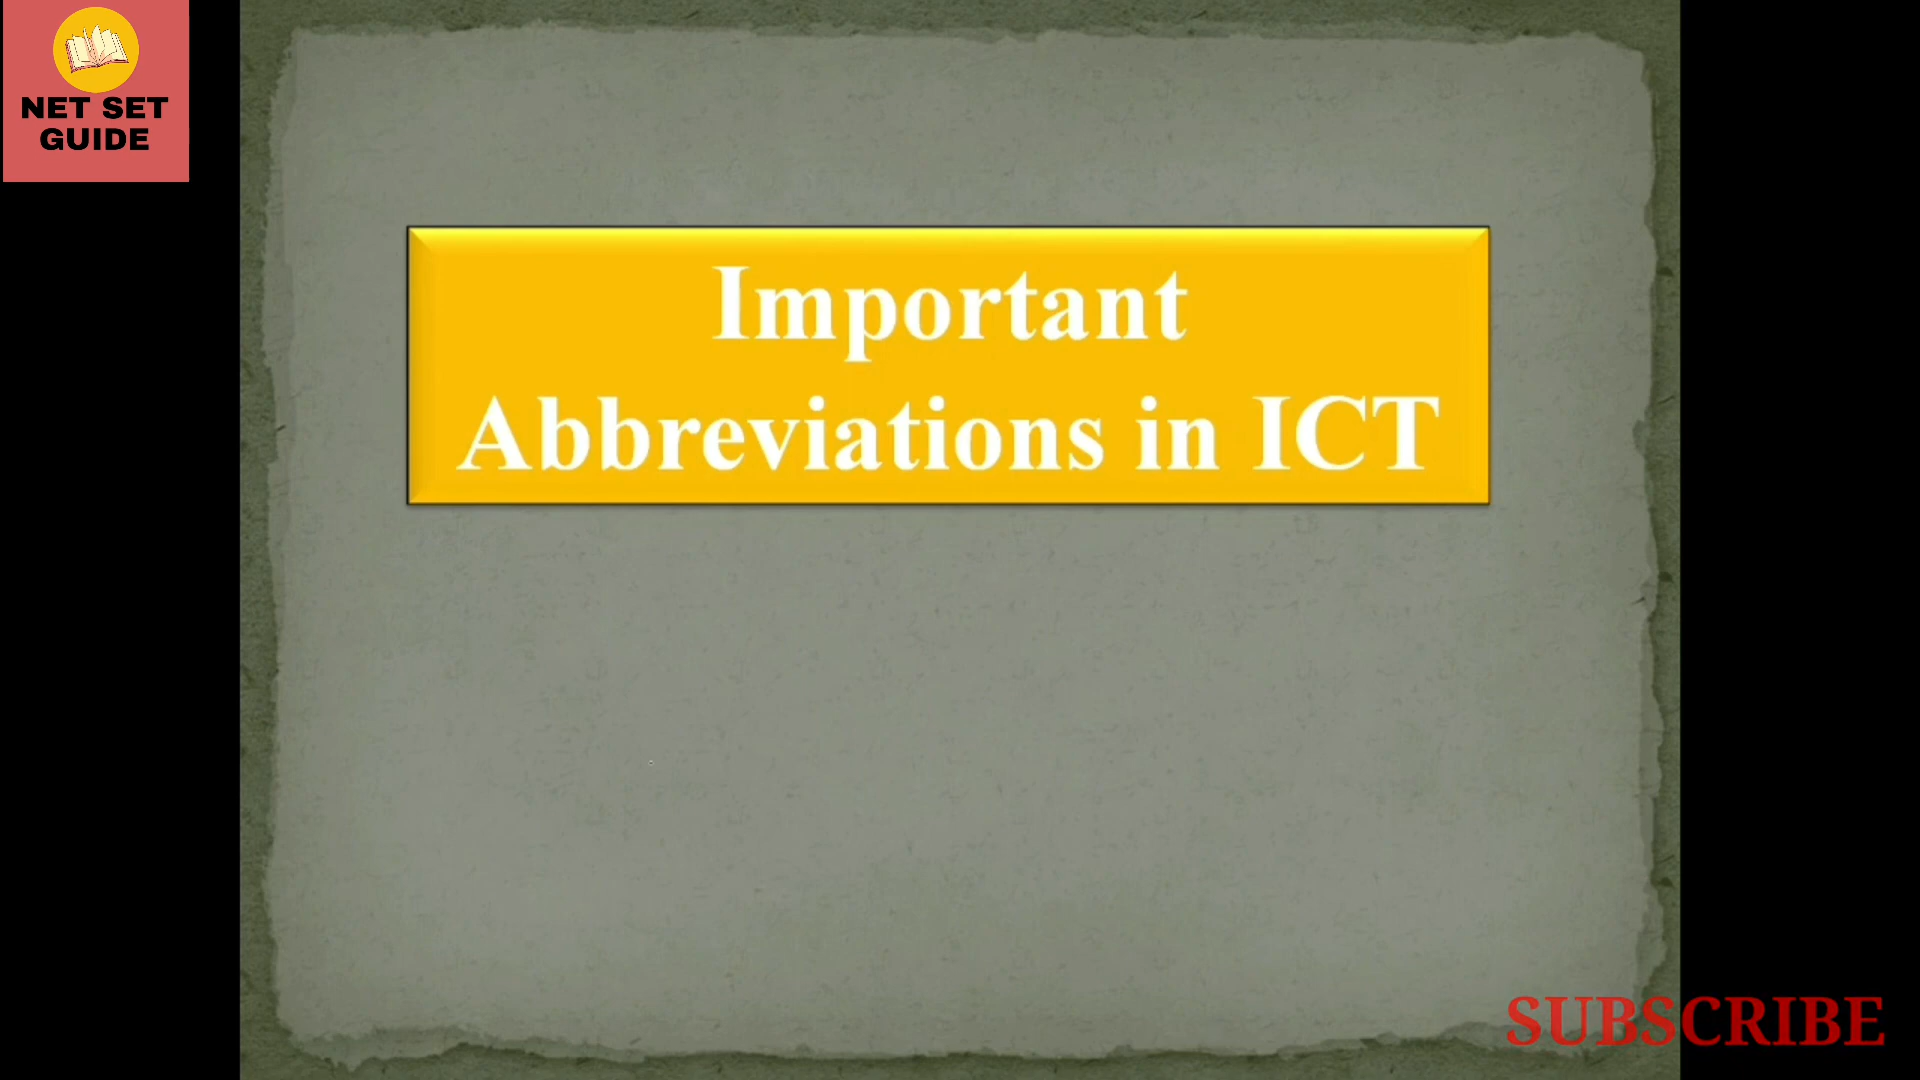 NET SET
GUIDE
Important
Abbreviations in ICT
SUBSCRIBE